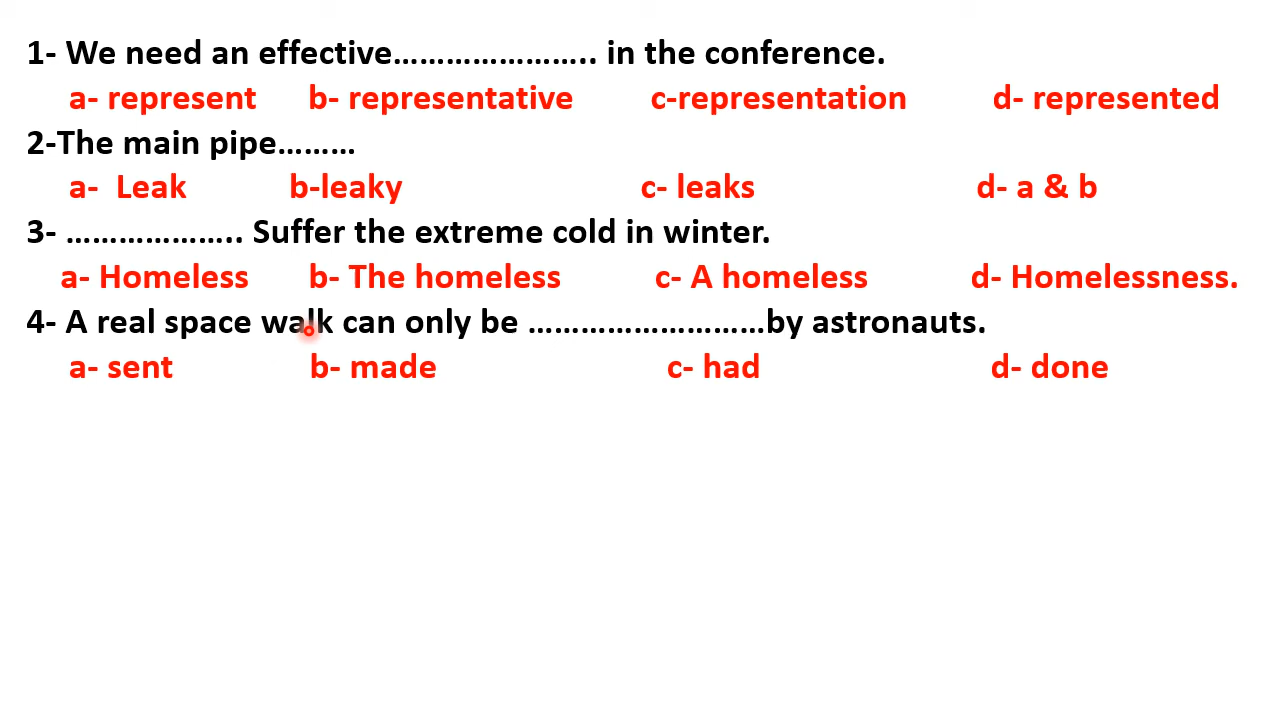 1- We need an effective………………….. in the conference.
a- represent b- representative c-representation d- represented
2-The main pipe………
a- Leak b-leaky c- leaks d- a & b
3- ……………….. Suffer the extreme cold in winter.
a- Homeless b- The homeless c- A homeless d- Homelessness.
4- A real space walk can only be ………………………by astronauts.
a- sent b- made c- had d- done